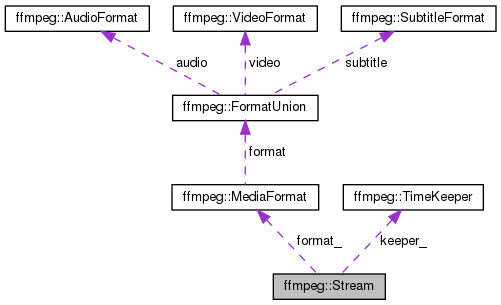 ffmpeg::AudioFormat
ffmpeg::VideoFormat
ffmpeg::SubtitleFormat
audio
video
subtitle
ffmpeg::FormatUnion
format
ffmpeg::MediaFormat
ffmpeg::TimeKeeper
format_
keeper_
ffmpeg::Stream